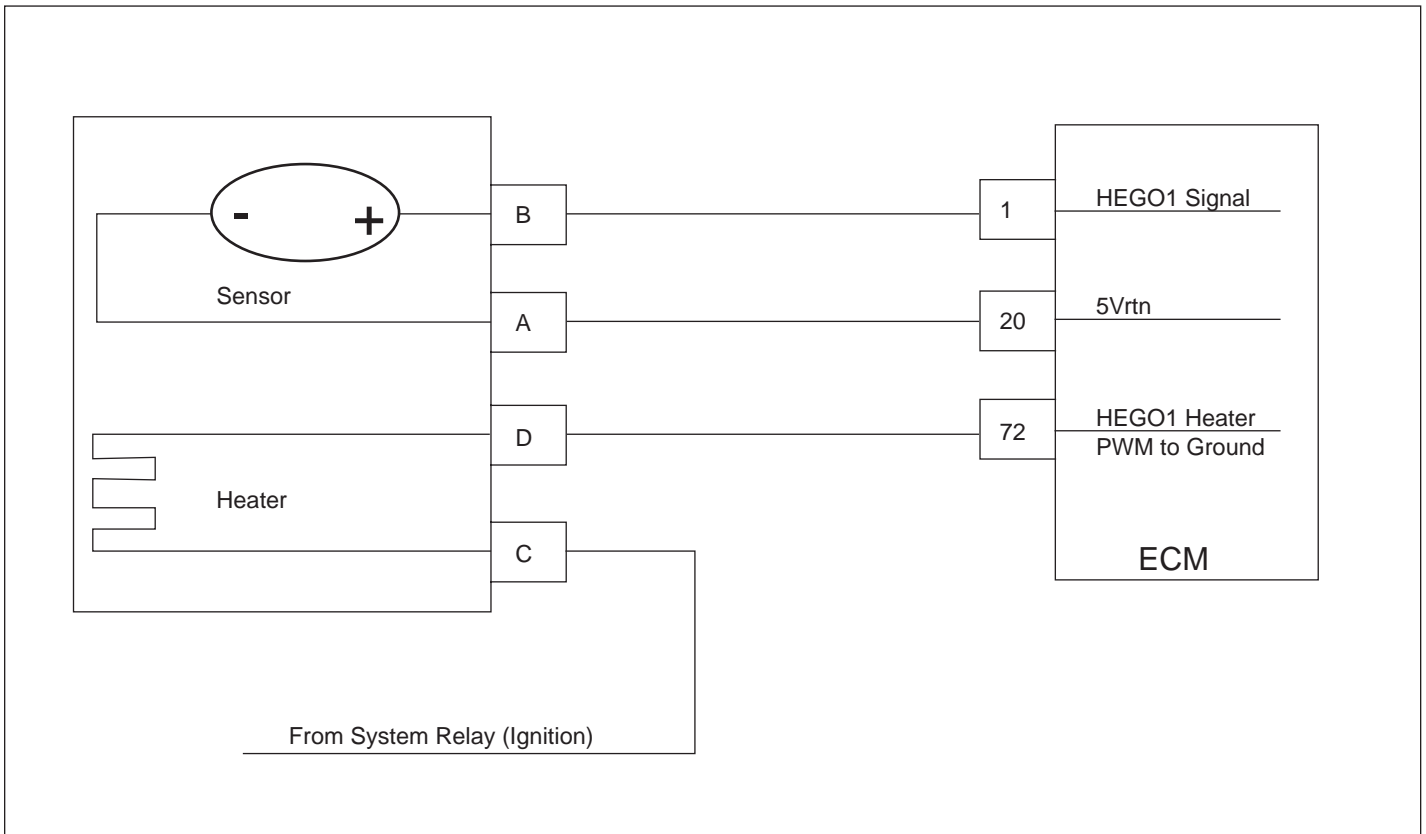 - +
B
1
HEGO1 Signal
Sensor
A
20
5Vrtn
D
72
HEGO1 Heater
PWM to Ground
Heater
C
ECM
From System Relay (Ignition)